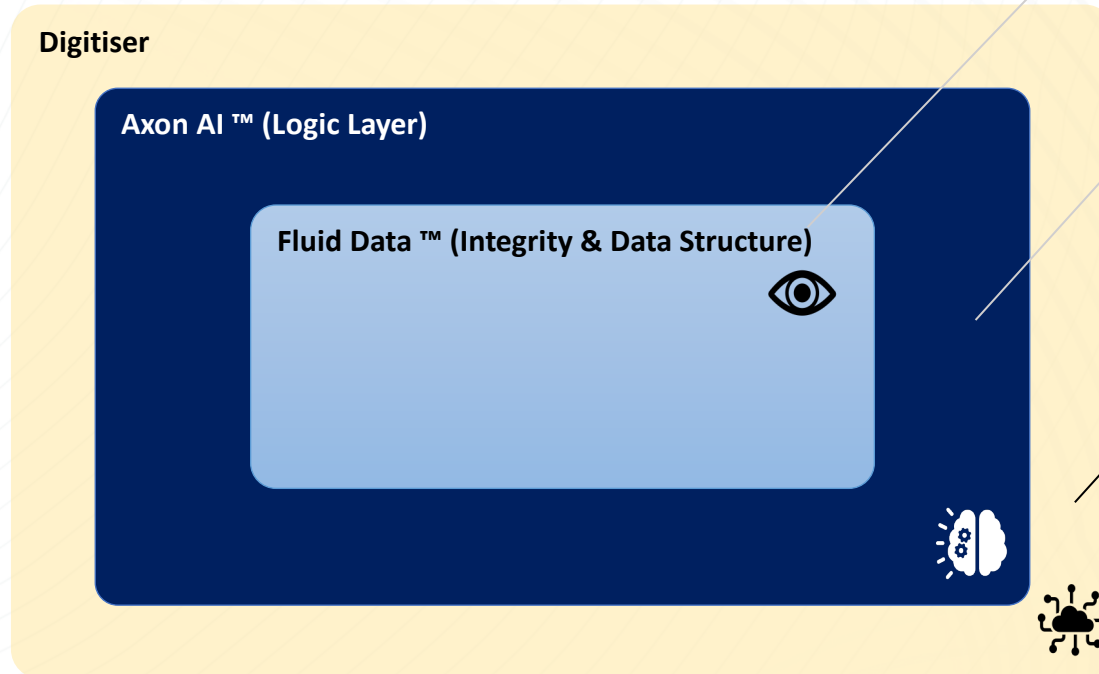 Digitiser
Axon AI ™ (Logic Layer)
Fluid Data ™ (Integrity & Data Structure)